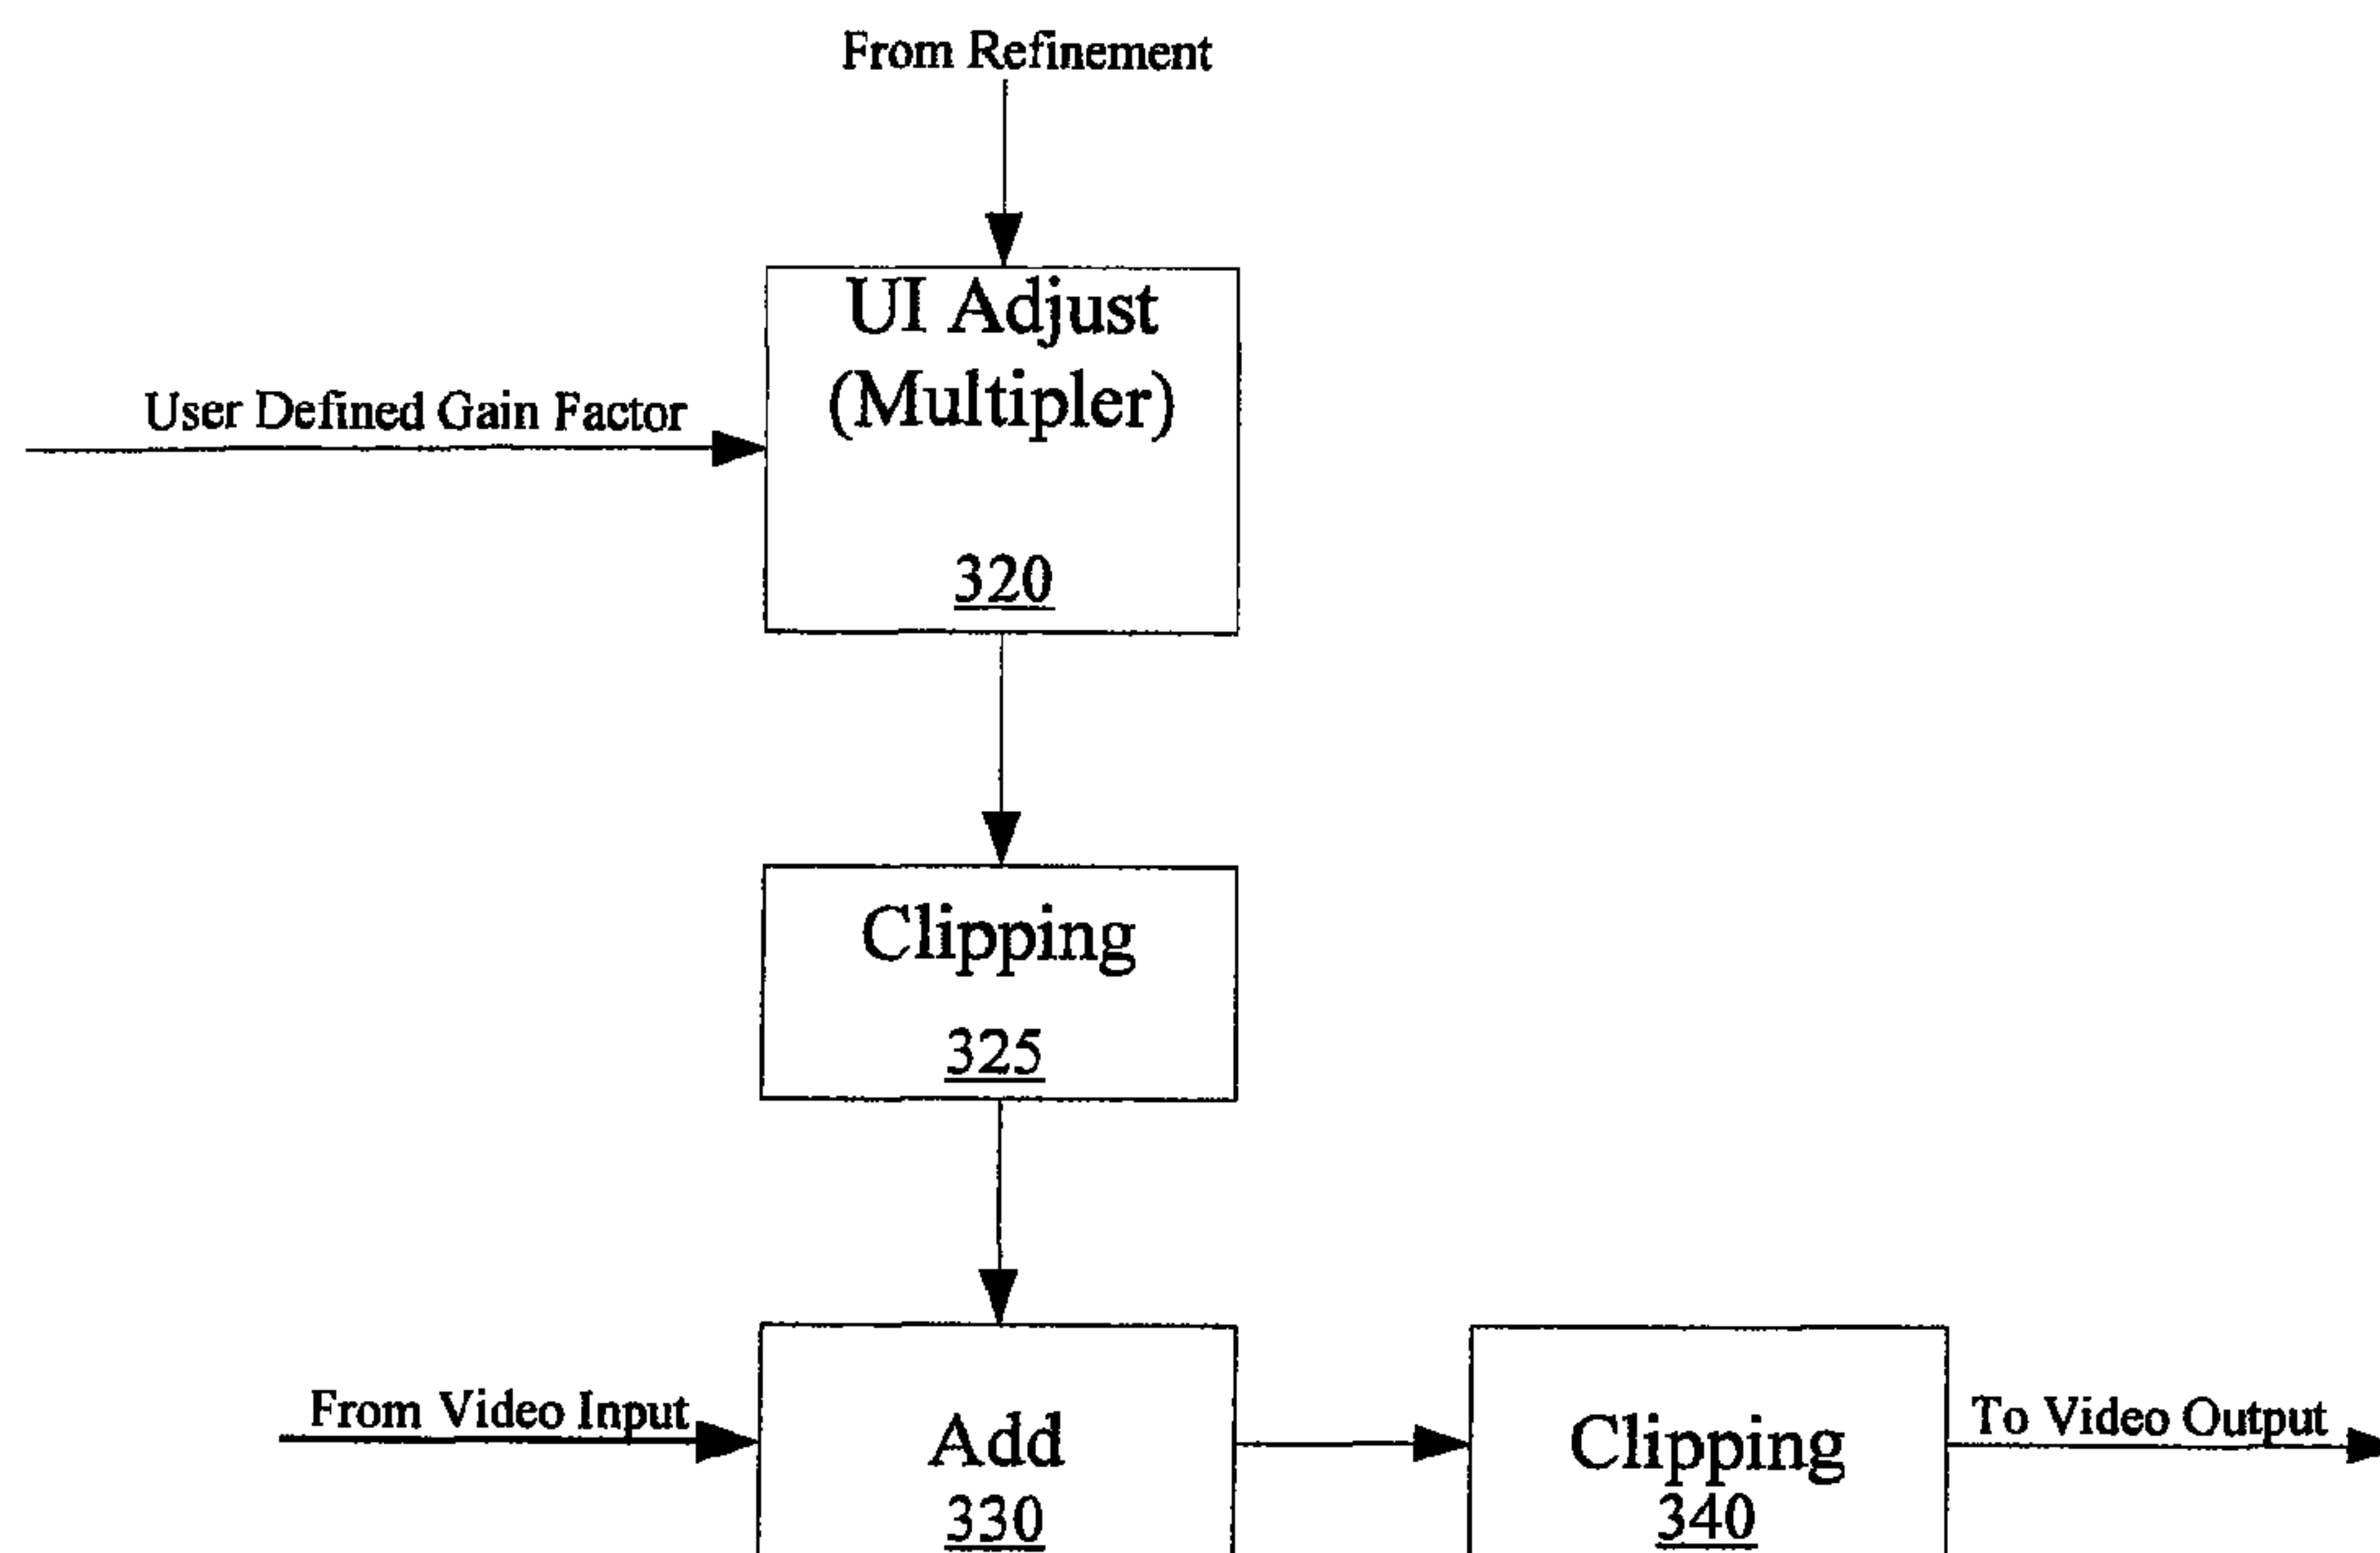 From Refinement
UI Adjust
(Multipler)
User Defined Gain Factor
320
Clipping
325
From Video Input
Add
330
Clipping
340
To Video Output